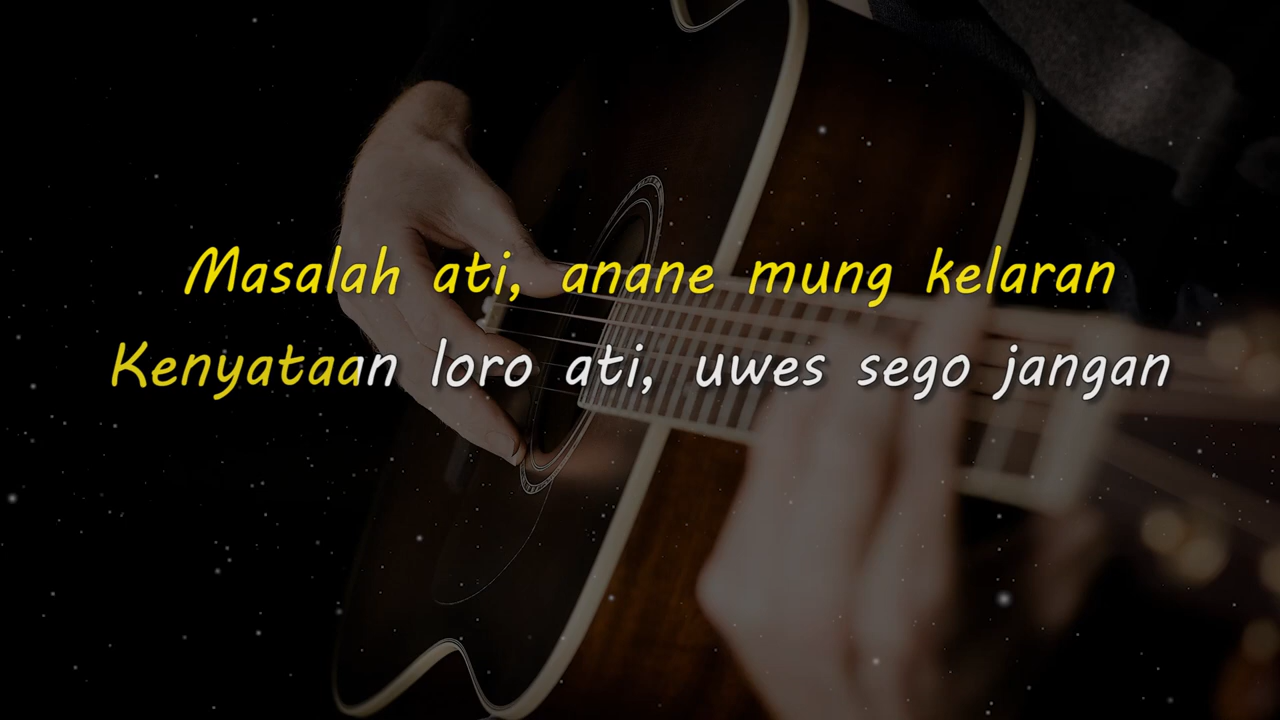 Masalah ati, anane mung kelaran
Kenyataan loro ati, uwes sego jangan